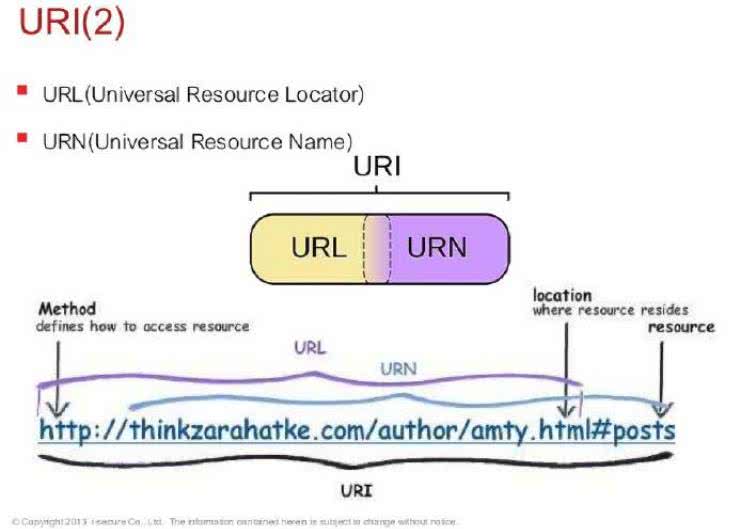 URI(2)
URL(Universal Resource Locator)
URN(Universal Resource Name)
URI
URL URN
Method
defines how to access resource
location
where resource resides
resource
URL
URN
http://thinkzarahatke.com/author/amty.html#posts
URI
© Copyright 2013 i-secure Co., Ltd. The information contained herein is subject to change without notice.